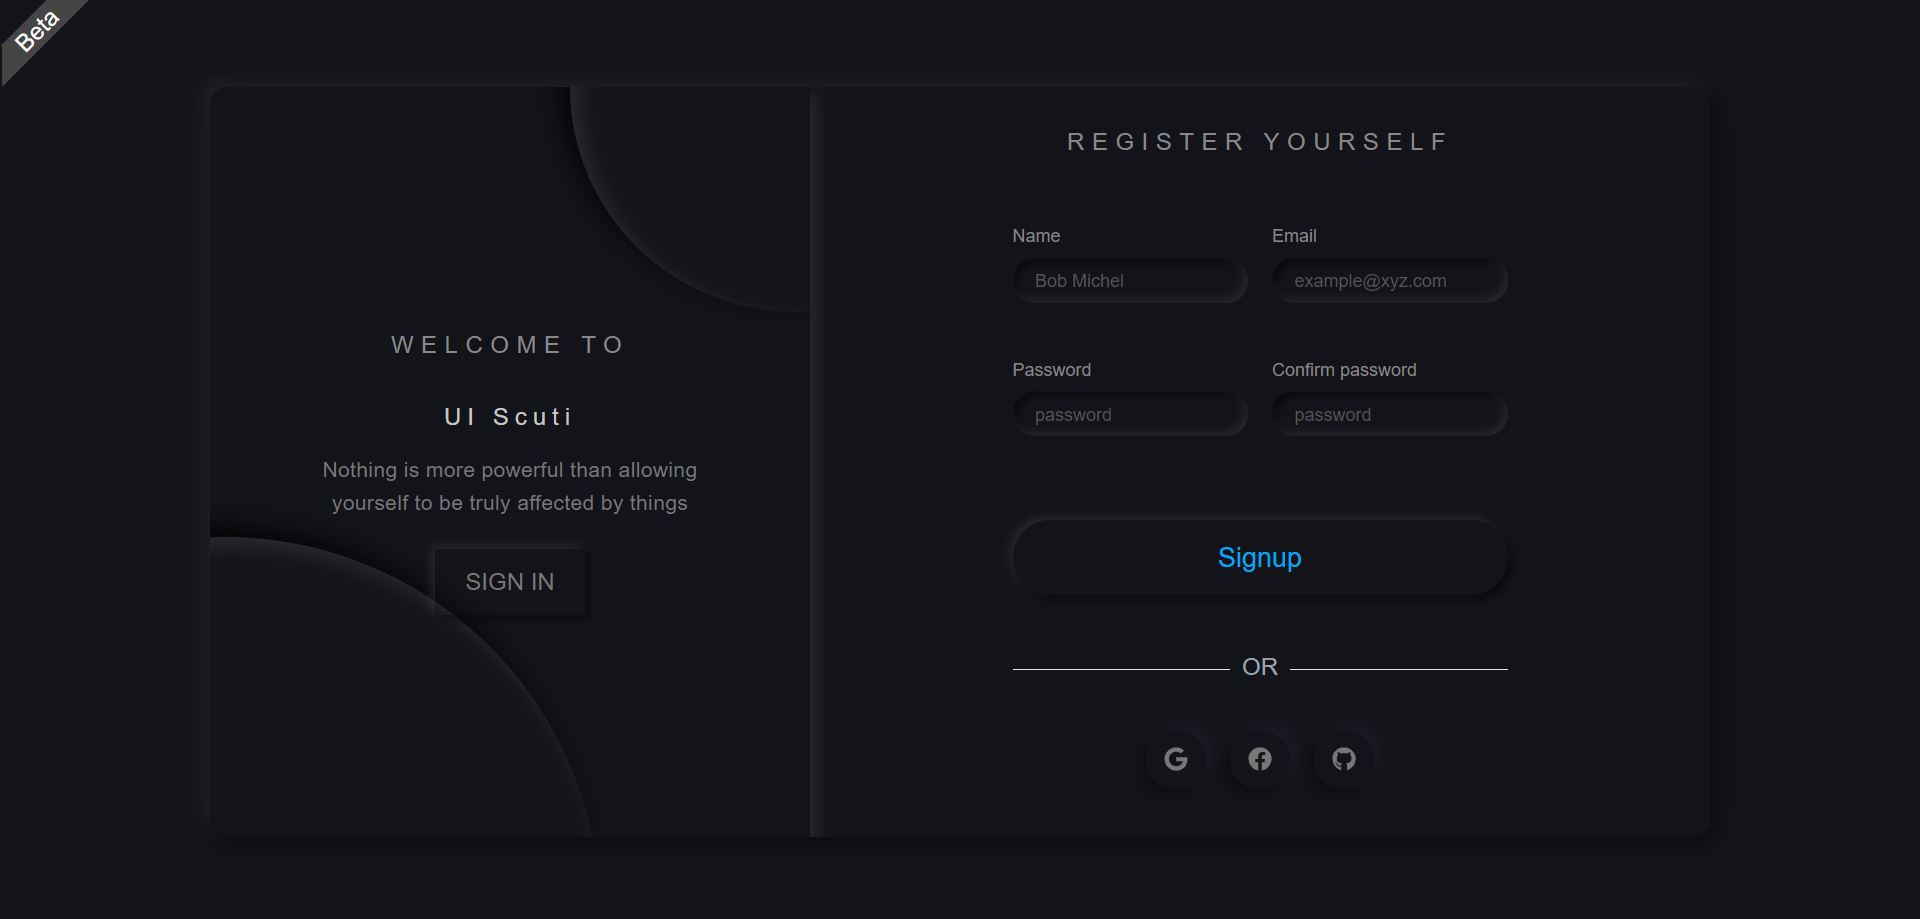 Beta
WELCOME TO
UI Scuti
Nothing is more powerful than allowing
yourself to be truly affected by things
SIGN IN
REGISTER YOURSELF
Name
Email
Bob Michel
example@xyz.com
Password
Confirm password
password
password
Signup
OR